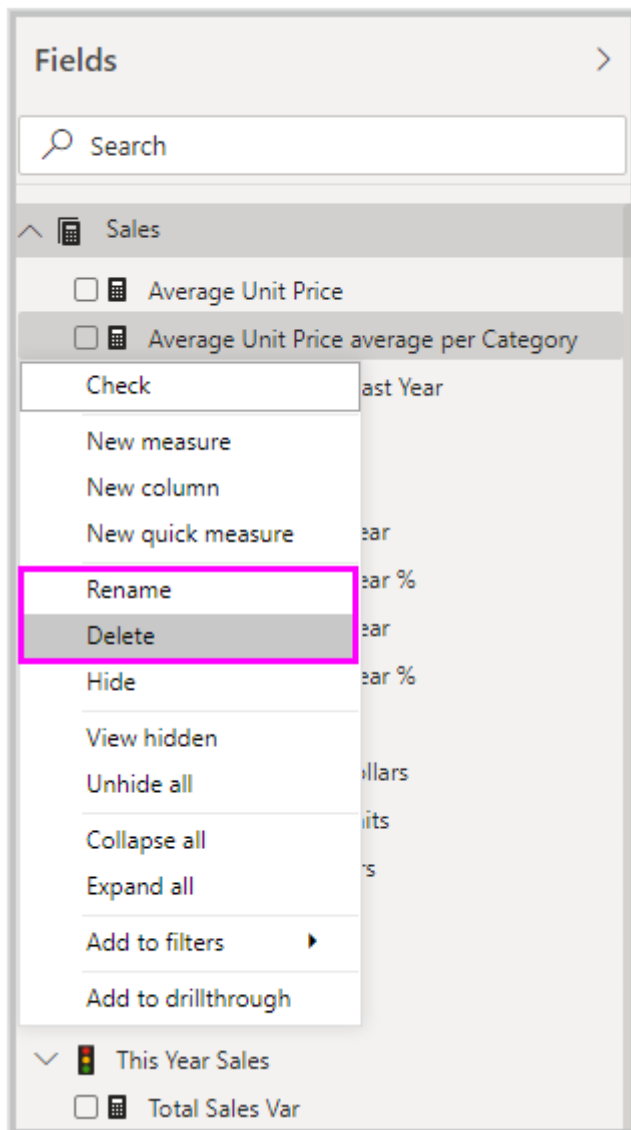 Fields
Search
Sales
Average Unit Price
Average Unit Price average per Category
Check
ast Year
New measure
New column
New quick measure
ear
Rename
ear %
Delete
ear
Hide
ear %
View hidden
Unhide all
ollars
its
Collapse all
rs
Expand all
Add to filters
Add to drillthrough
This Year Sales
Total Sales Var